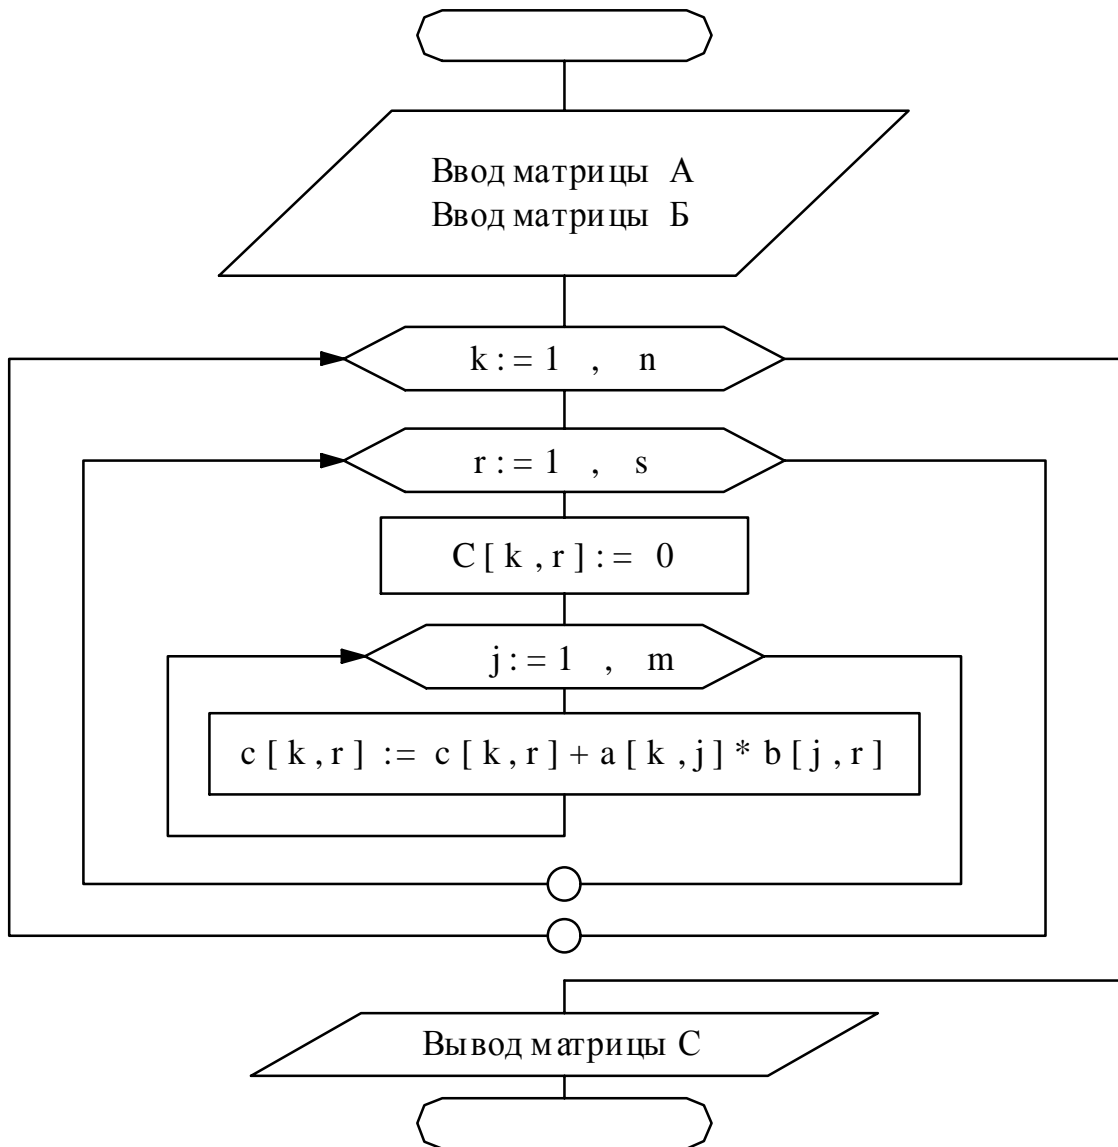 Ввод матрицы А
Ввод матрицы Б
k := 1 , n
r := 1 , s
C[k,r] := 0
j := 1 , m
c[k,r] := c[k,r]+a[k,j]*b[j,r]
Вывод матрицы С